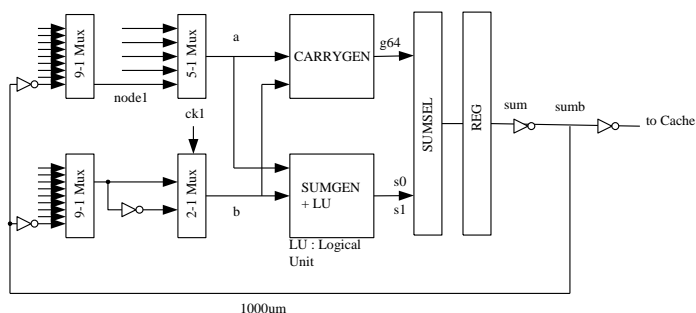 9-1 Mux
5-1 Mux
a
CARRYGEN
g64
node1
ck1
SUMSEL
REG
sum
sumb
to Cache
9-1 Mux
2-1 Mux
b
SUMGEN
+ LU
s0
s1
LU : Logical
Unit
1000um